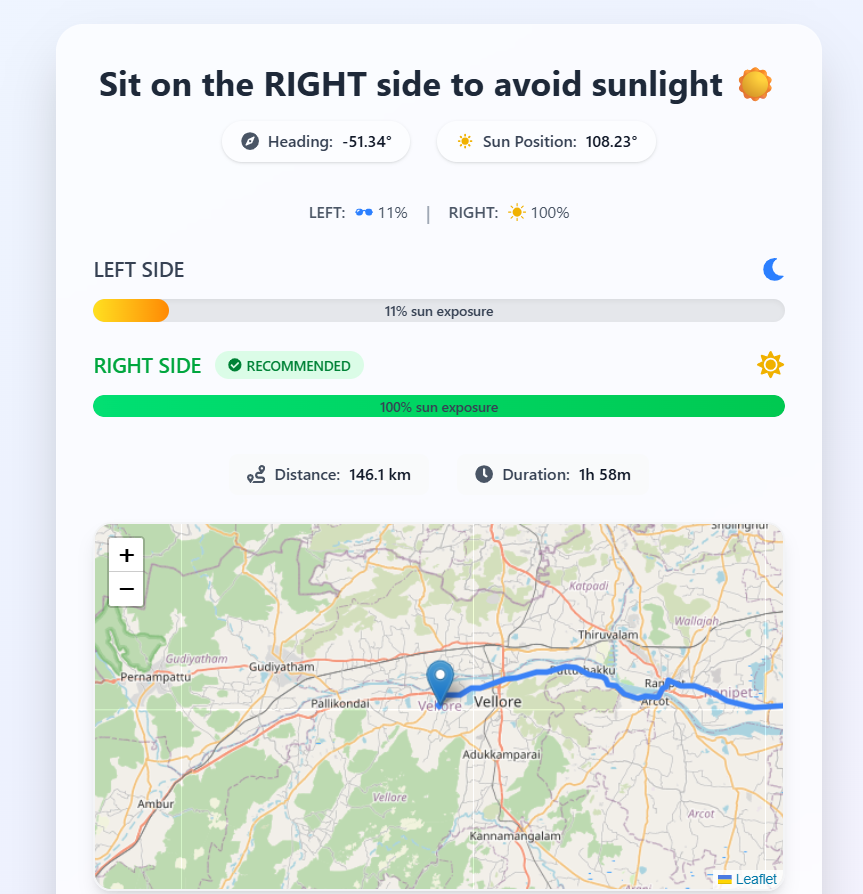 Sit on the RIGHT side to avoid sunlight
Heading: -51.34°
Sun Position: 108.23°
LEFT: 11% | RIGHT: 100%
LEFT SIDE
11% sun exposure
RIGHT SIDE RECOMMENDED
100% sun exposure
Distance: 146.1 km
Duration: 1h 58m
+
−
Sholinghur
Katpadi
Wallajah
Thiruvalam
Gudiyatham
Gudiyatham
Pernampattu
Pallikondai
Vellore
Vellore
Arcot
Adukkamparai
Vellore
Ambur
Arcot
Kannamangalam
Leaflet